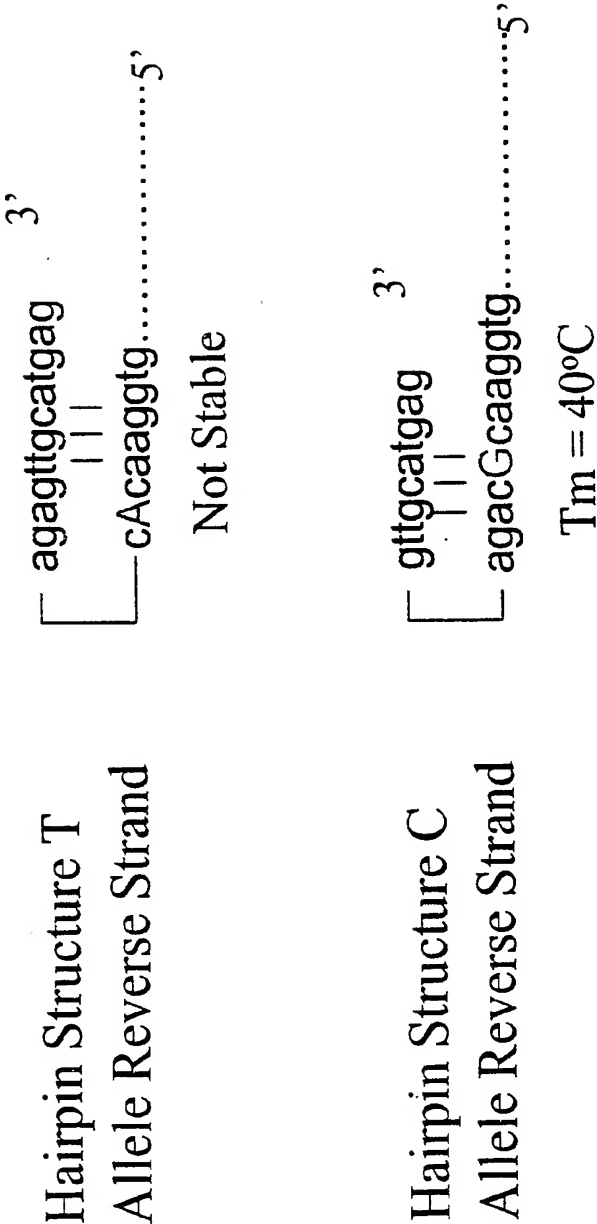 Hairpin Structure T
Allele Reverse Strand
agagttgcatgag 3’
cAcaaggtg....................5’
Not Stable
Hairpin Structure C
Allele Reverse Strand
gttgcatgag 3’
agacGcaaggtg....................5’
Tm = 40ºC